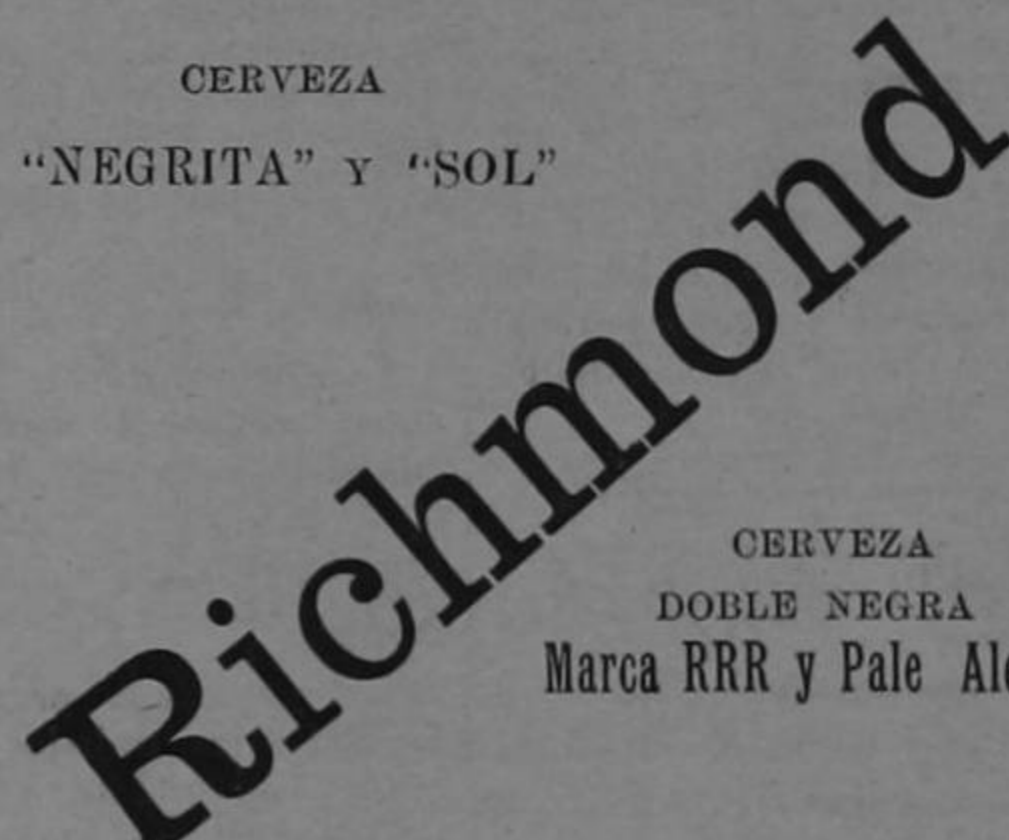 CERVEZA
"NEGRITA" Y "SOL"
Richmond
CERVEZA
DOBLE NEGRA
Marca RRR y Pale